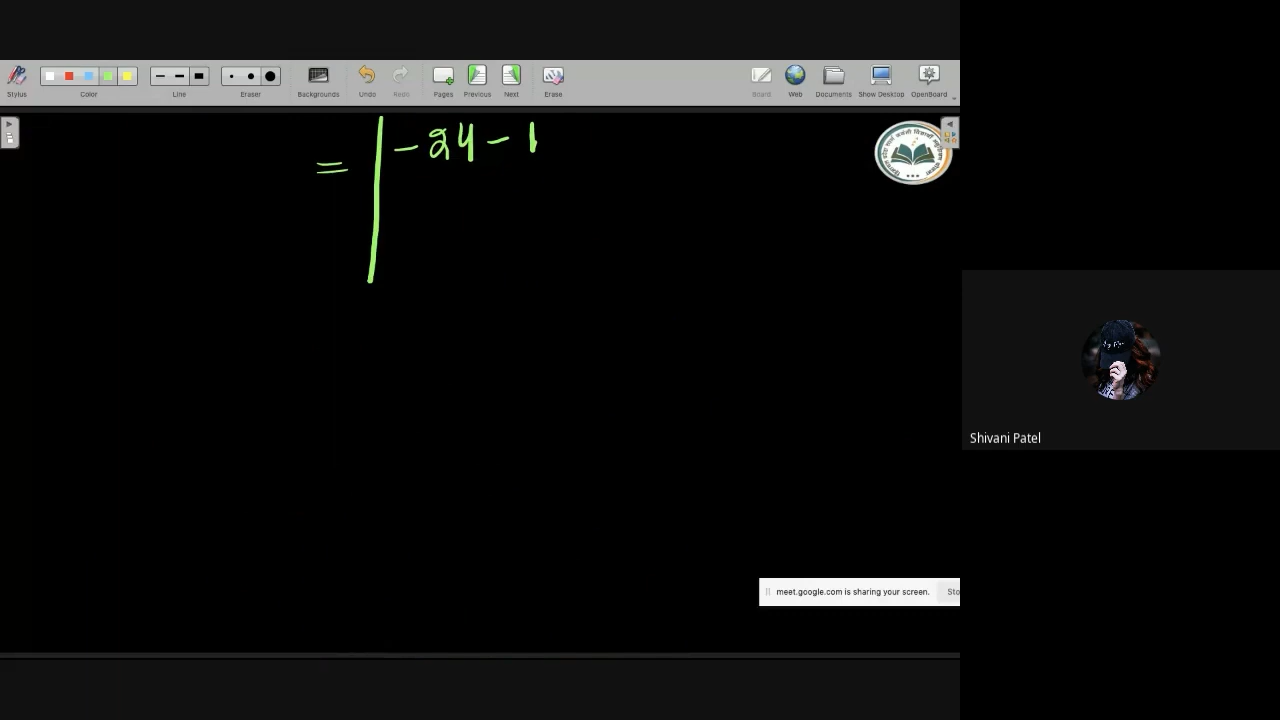 Stylus Color Line Eraser Backgrounds Undo Redo Pages Previous Next Erase Board Web Documents Show Desktop OpenBoard
= | -24 - 1
Shivani Patel
meet.google.com is sharing your screen. Sto